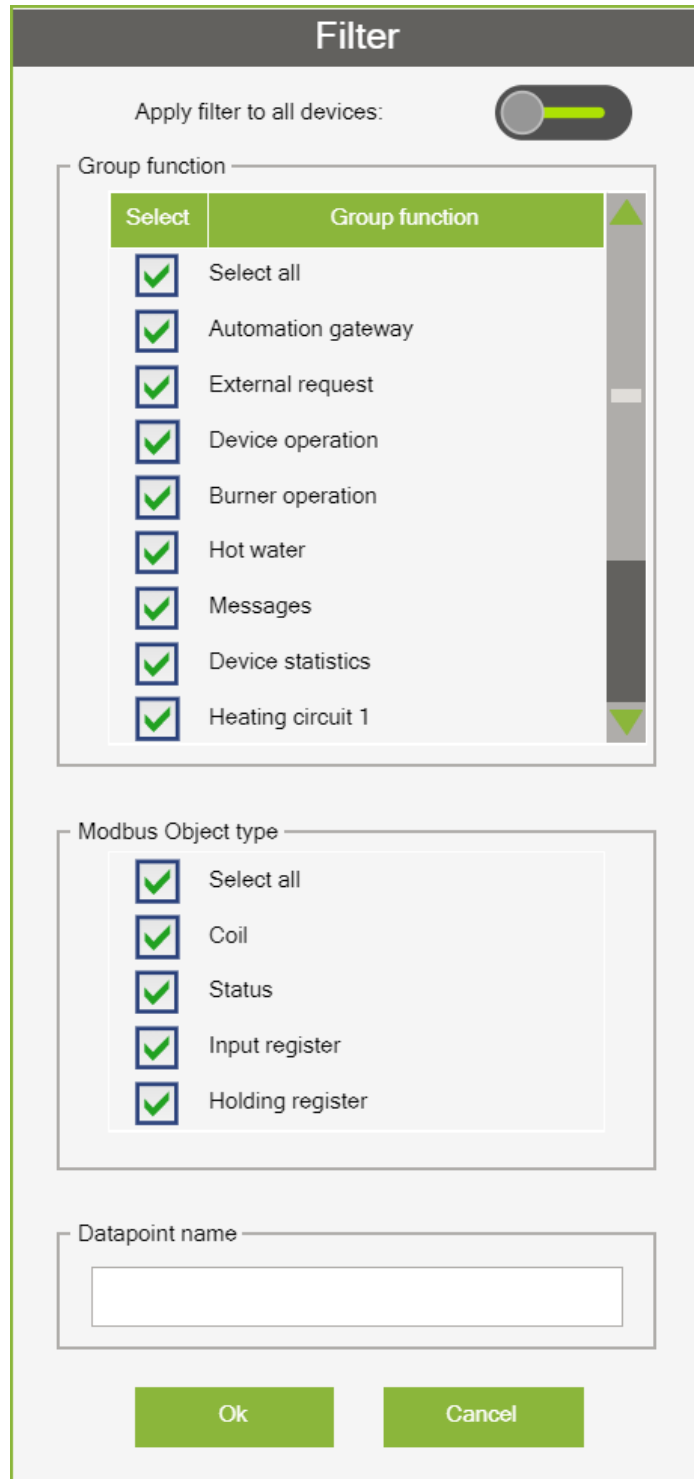 Filter
Apply filter to all devices:
Group function
Select Group function
Select all
Automation gateway
External request
Device operation
Burner operation
Hot water
Messages
Device statistics
Heating circuit 1
Modbus Object type
Select all
Coil
Status
Input register
Holding register
Datapoint name
Ok Cancel